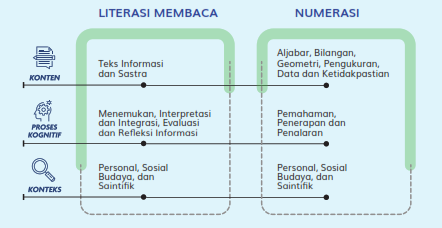 LITERASI MEMBACA
NUMERASI
KONTEN
Teks Informasi
dan Sastra
Aljabar, Bilangan,
Geometri, Pengukuran,
Data dan Ketidakpastian
PROSES
KOGNITIF
Menemukan, Interpretasi
dan Integrasi, Evaluasi
dan Refleksi Informasi
Pemahaman,
Penerapan dan
Penalaran
KONTEKS
Personal, Sosial
Budaya, dan
Saintifik
Personal, Sosial
Budaya, dan
Saintifik